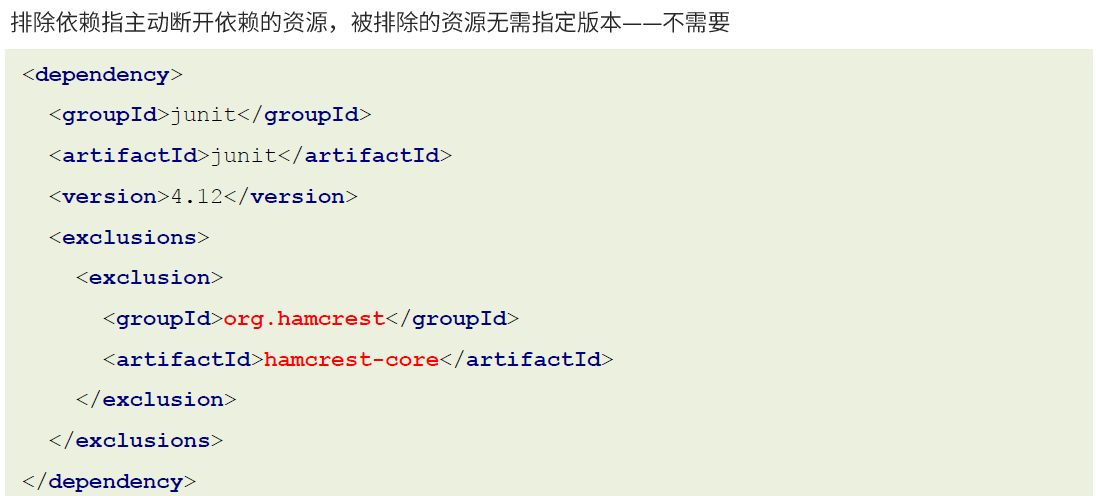 排除依赖指主动断开依赖的资源，被排除的资源无需指定版本——不需要
<dependency>
<groupId>junit</groupId>
<artifactId>junit</artifactId>
<version>4.12</version>
<exclusions>
<exclusion>
<groupId>org.hamcrest</groupId>
<artifactId>hamcrest-core</artifactId>
</exclusion>
</exclusions>
</dependency>